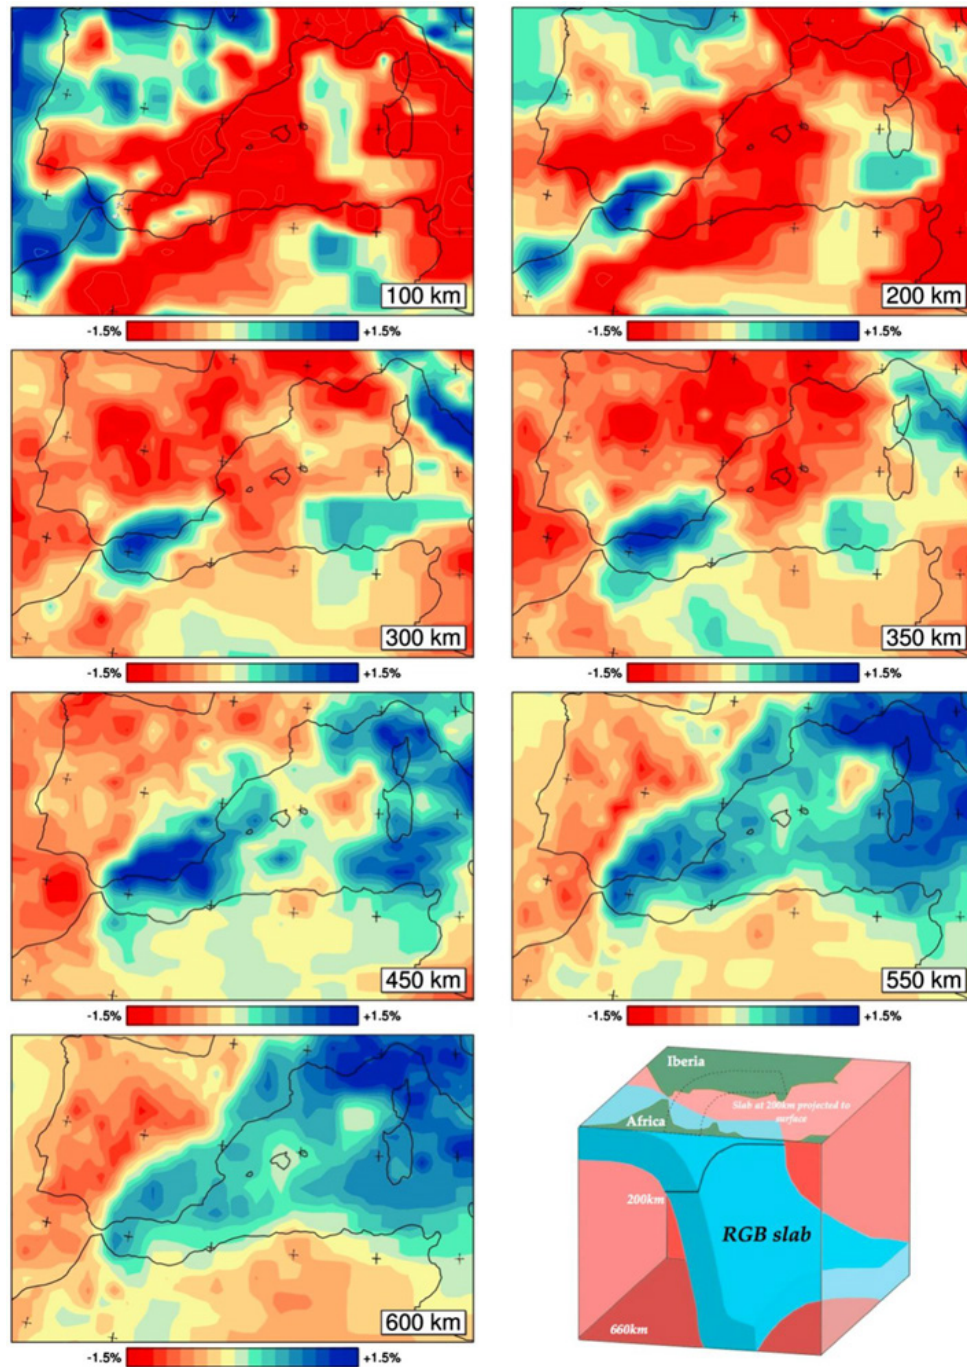 100 km
200 km
-1.5% +1.5%
-1.5% +1.5%
300 km
350 km
-1.5% +1.5%
-1.5% +1.5%
450 km
550 km
-1.5% +1.5%
-1.5% +1.5%
600 km
-1.5% +1.5%
Iberia
Slab at 200km projected to
surface
Africa
200km
RGB slab
660km